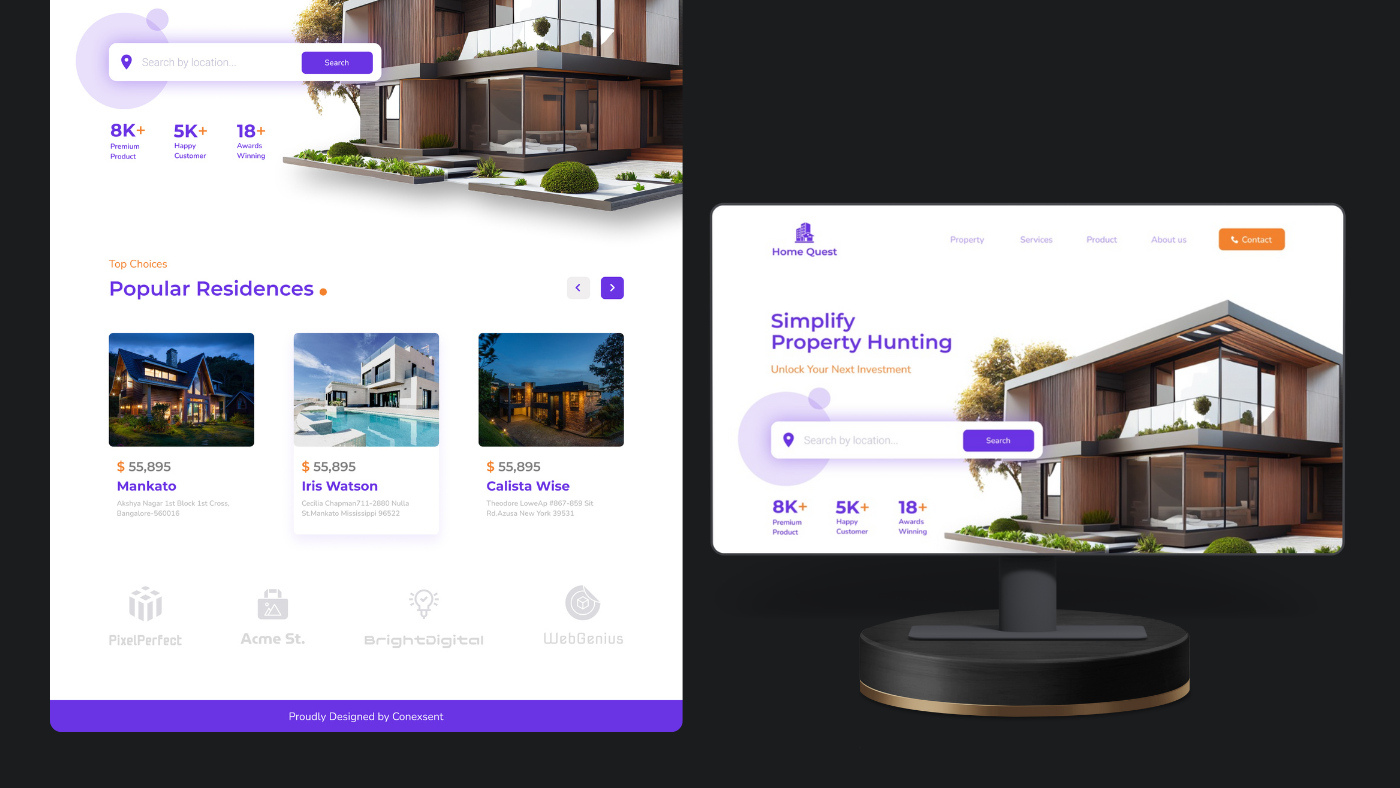 Search by location...
Search
8K+
Premium
Product
5K+
Happy
Customer
18+
Awards
Winning
Top Choices
Popular Residences
$ 55,895
Mankato
Akshya Nagar 1st Block 1st Cross,
Bangalore-560016
$ 55,895
Iris Watson
Cecilia Chapman711-2880 Nulla
St.Mankato Mississippi 96522
$ 55,895
Calista Wise
Theodore LoweAp #867-859 Sit
Rd.Azusa New York 39531
PixelPerfect
Acme St.
BrightDigital
WebGenius
Proudly Designed by Conexsent
Home Quest
Property
Services
Product
About us
Contact
Simplify
Property Hunting
Unlock Your Next Investment
Search by location...
Search
8K+
Premium
Product
5K+
Happy
Customer
18+
Awards
Winning